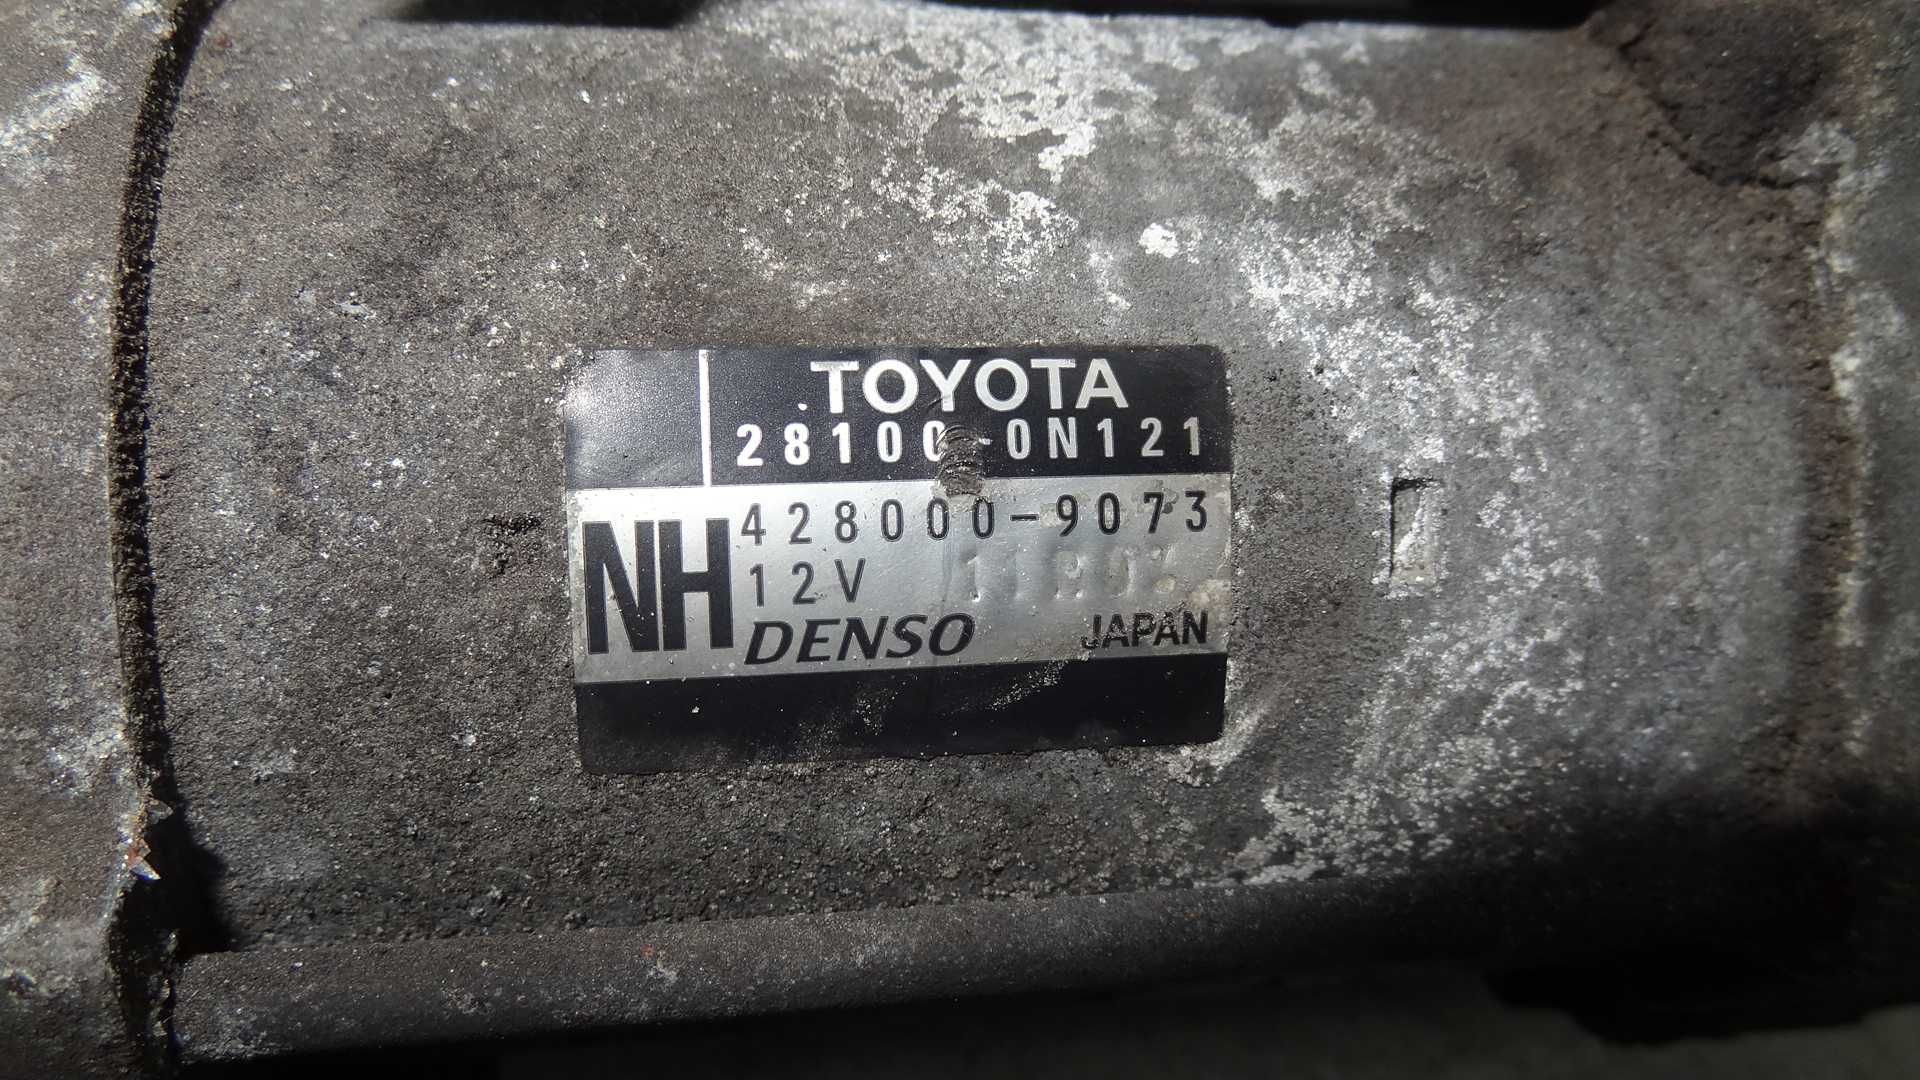 TOYOTA
28100-0N121
NH
428000-9073
12V
DENSO JAPAN